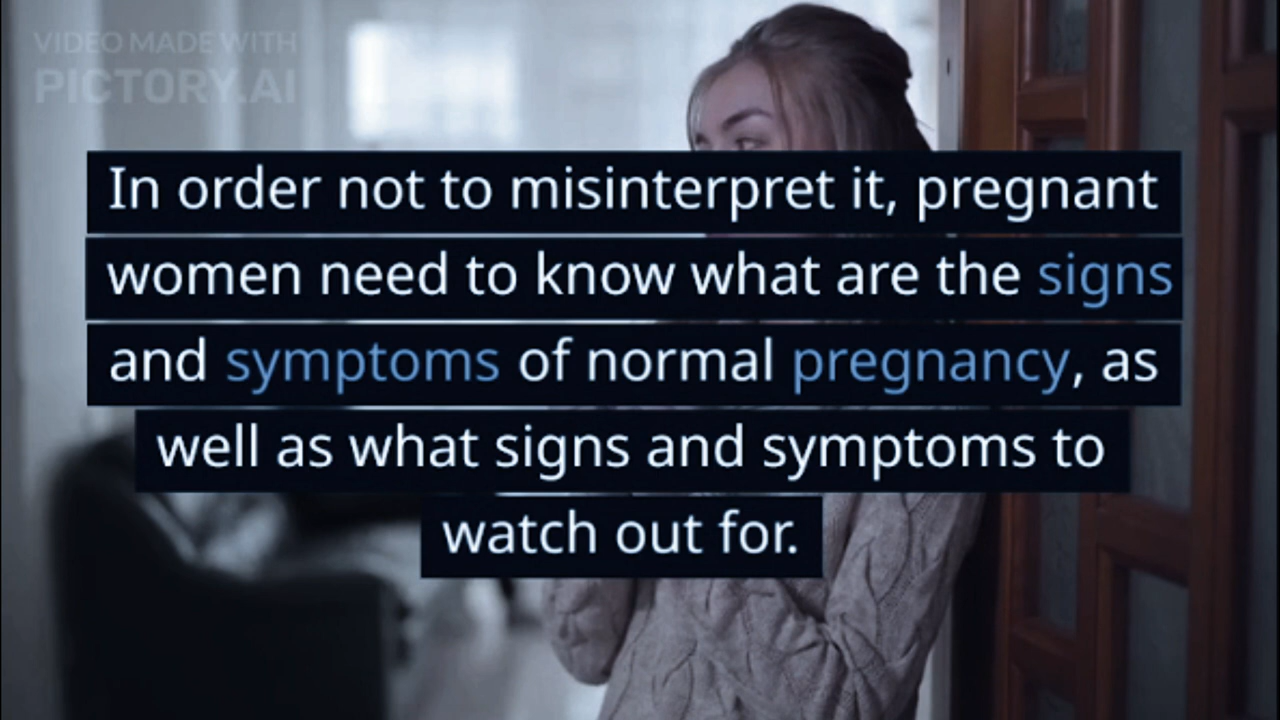 VIDEO MADE WITH
PICTORY.AI
In order not to misinterpret it, pregnant
women need to know what are the signs
and symptoms of normal pregnancy, as
well as what signs and symptoms to
watch out for.